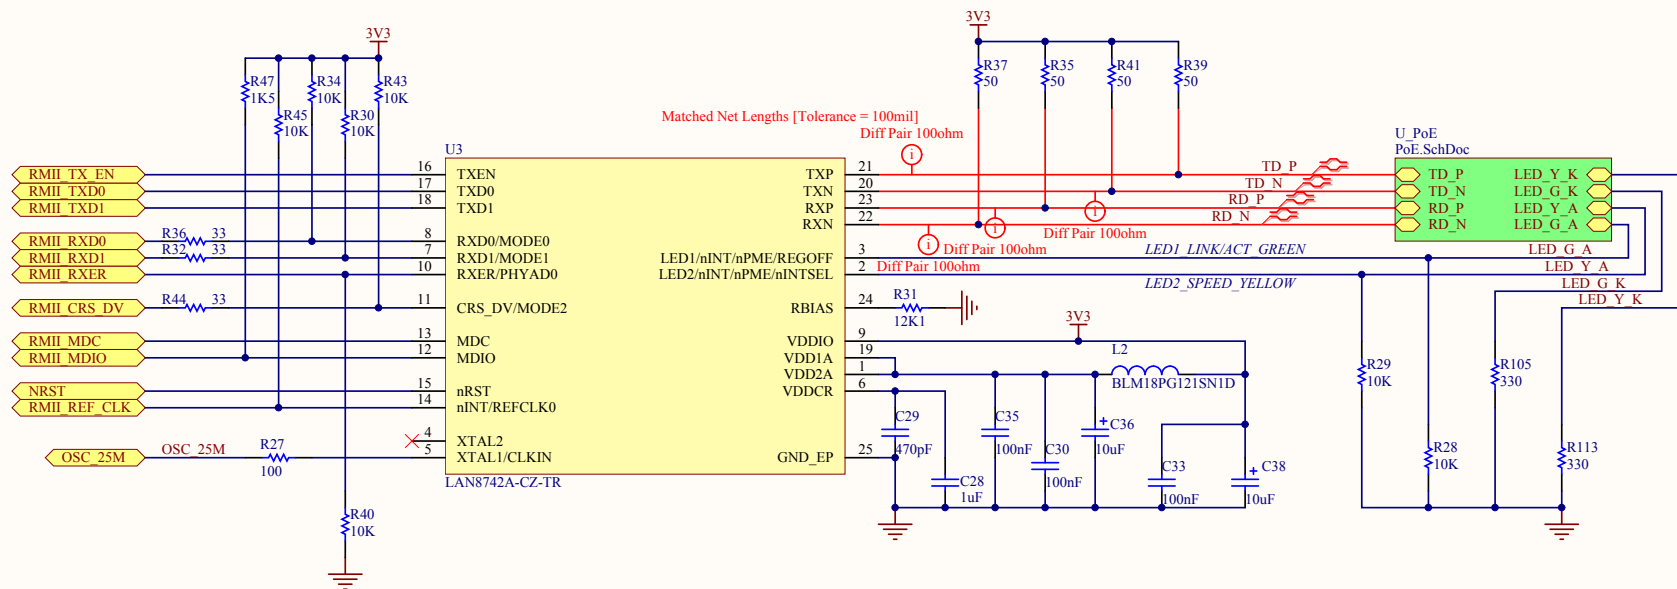 3V3
3V3
R47
1K5
R34
10K
R43
10K
R45
10K
R30
10K
R37
50
R35
50
R41
50
R39
50
Matched Net Lengths [Tolerance = 100mil]
Diff Pair 100ohm
i
U3
U_PoE
PoE.SchDoc
RMII_TX_EN
16
TXEN
TXP
21
TD_P
TD_P
LED_Y_K
RMII_TXD0
17
TXD0
TXN
20
TD_N
TD_N
LED_G_K
RMII_TXD1
18
TXD1
RXP
23
i
RD_P
RD_P
LED_Y_A
RXN
22
i
RD_N
RD_N
LED_G_A
Diff Pair 100ohm
RMII_RXD0
R36
33
8
RXD0/MODE0
i
Diff Pair 100ohm
RMII_RXD1
R32
33
7
RXD1/MODE1
LED1/nINT/nPME/REGOFF
3
LED1_LINK/ACT_GREEN
LED_G_A
RMII_RXER
10
RXER/PHYAD0
LED2/nINT/nPME/nINTSEL
2
Diff Pair 100ohm
LED_Y_A
LED2_SPEED_YELLOW
LED_G_K
RMII_CRS_DV
R44
33
11
CRS_DV/MODE2
RBIAS
24
R31
12K1
LED_Y_K
3V3
RMII_MDC
13
MDC
VDDIO
9
RMII_MDIO
12
MDIO
VDD1A
19
L2
VDD2A
1
BLM18PG121SN1D
NRST
15
nRST
VDDCR
6
RMII_REF_CLK
14
nINT/REFCLK0
R29
10K
R105
330
C29
470pF
C35
100nF
C36
10uF
+
4
XTAL2
OSC_25M
OSC_25M
R27
100
5
XTAL1/CLKIN
GND_EP
25
C30
100nF
R28
10K
R113
330
LAN8742A-CZ-TR
C28
1uF
C33
100nF
C38
10uF
+
R40
10K